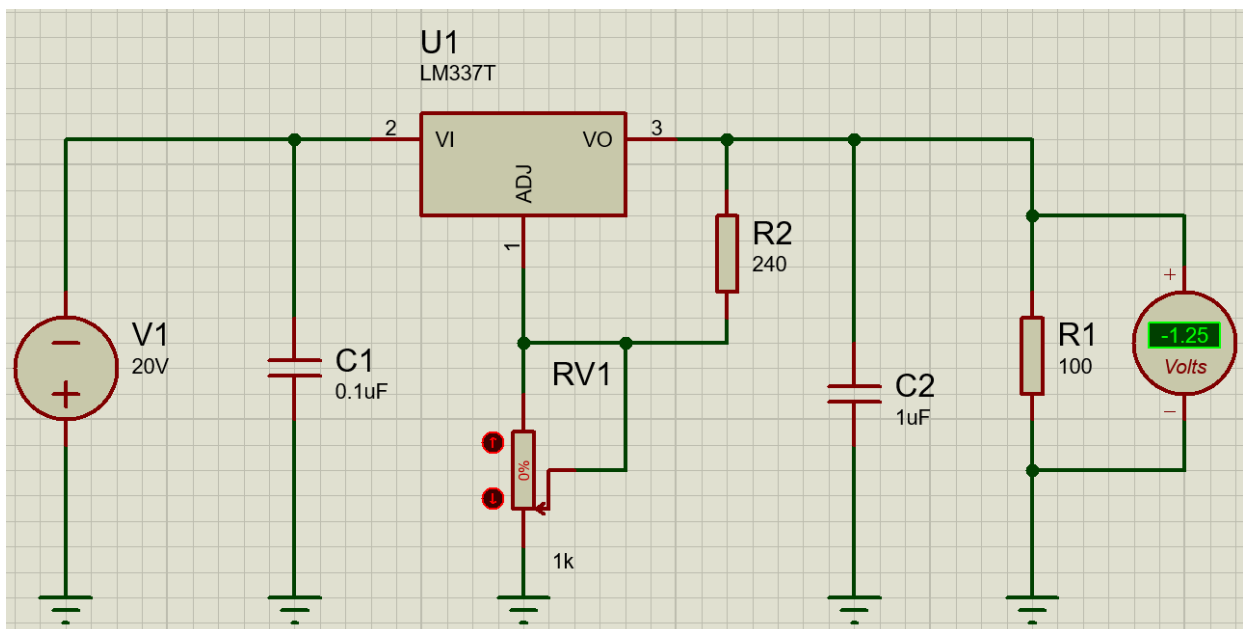 U1
LM337T
2
VI
VO
3
ADJ
1
R2
240
V1
20V
C1
0.1uF
RV1
0%
1k
C2
1uF
R1
100
+
-1.25
Volts
−